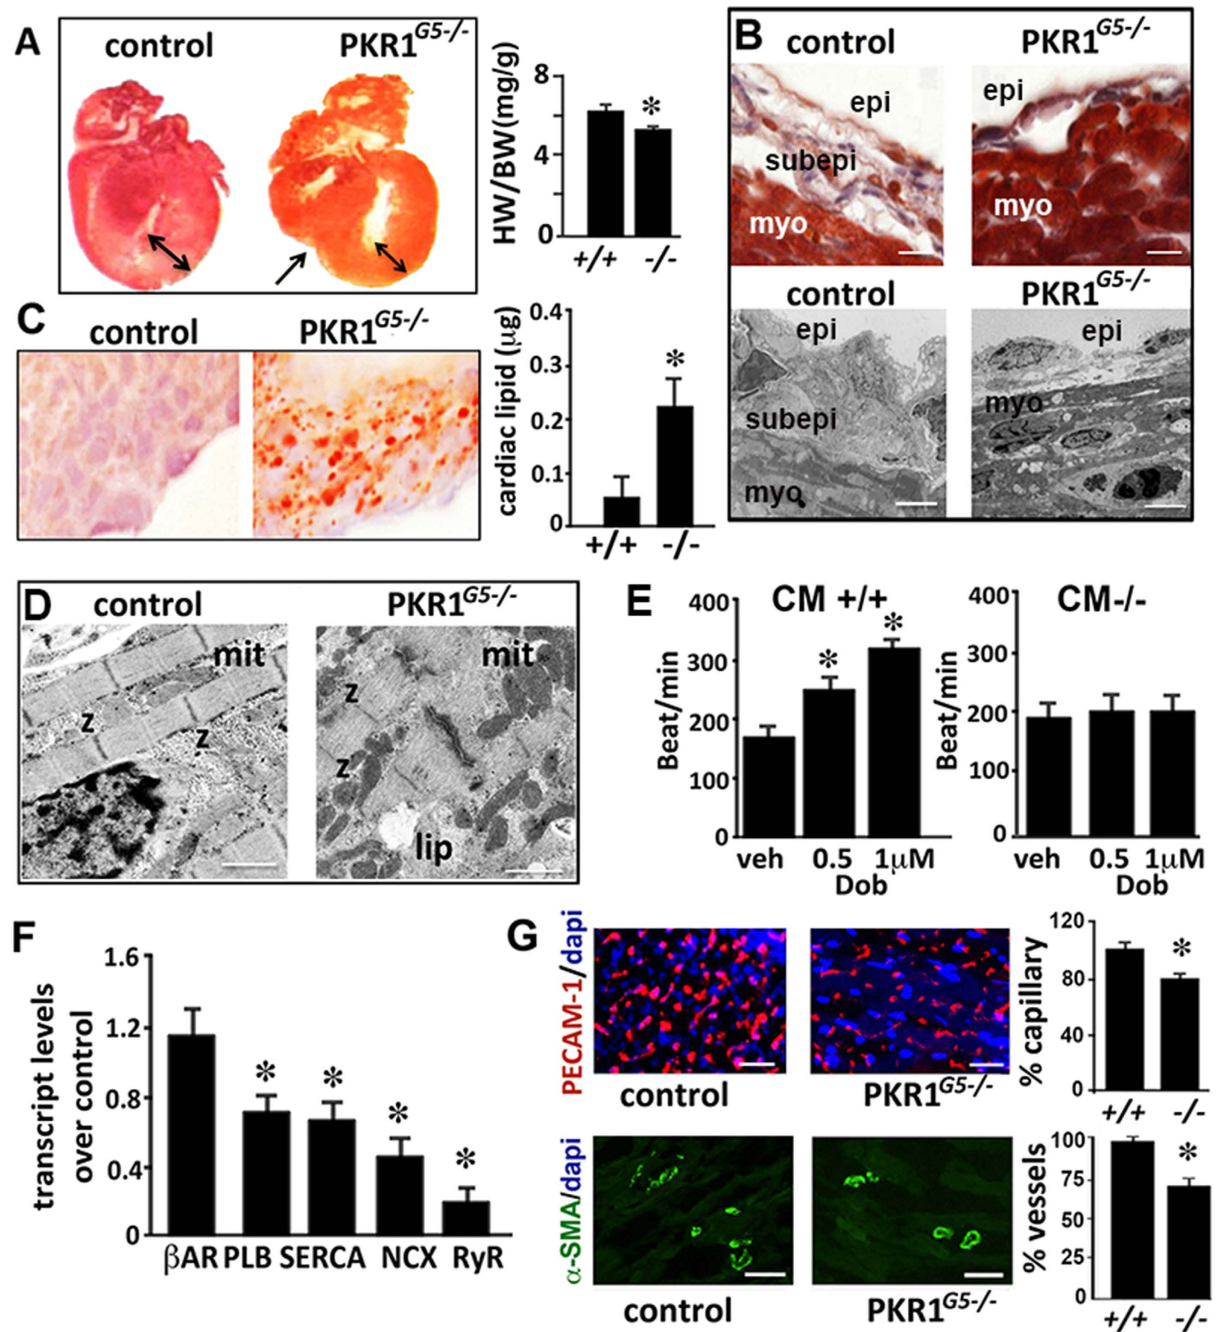 A
control
PKR1G5-/-
HW/BW(mg/g)
8
4
0
*
+/+ -/-
B
control
PKR1G5-/-
epi
subepi
myo
epi
myo
control
PKR1G5-/-
epi
subepi
myo
epi
myo
C
control
PKR1G5-/-
cardiac lipid (μg)
0.4
0.3
0.2
0.1
0
*
+/+ -/-
D
control
PKR1G5-/-
mit
z
z
mit
z
z
lip
E
CM +/+
Beat/min
400
300
200
100
0
*
*
veh 0.5 1μM
Dob
CM-/-
Beat/min
400
300
200
100
0
veh 0.5 1μM
Dob
F
transcript levels
over control
1.6
1.2
0.8
0.4
0
*
*
*
*
βAR PLB SERCA NCX RyR
G
PECAM-1/dapi
control
PKR1G5-/-
% capillary
120
80
40
0
*
+/+ -/-
α-SMA/dapi
control
PKR1G5-/-
% vessels
100
75
50
25
0
*
+/+ -/-